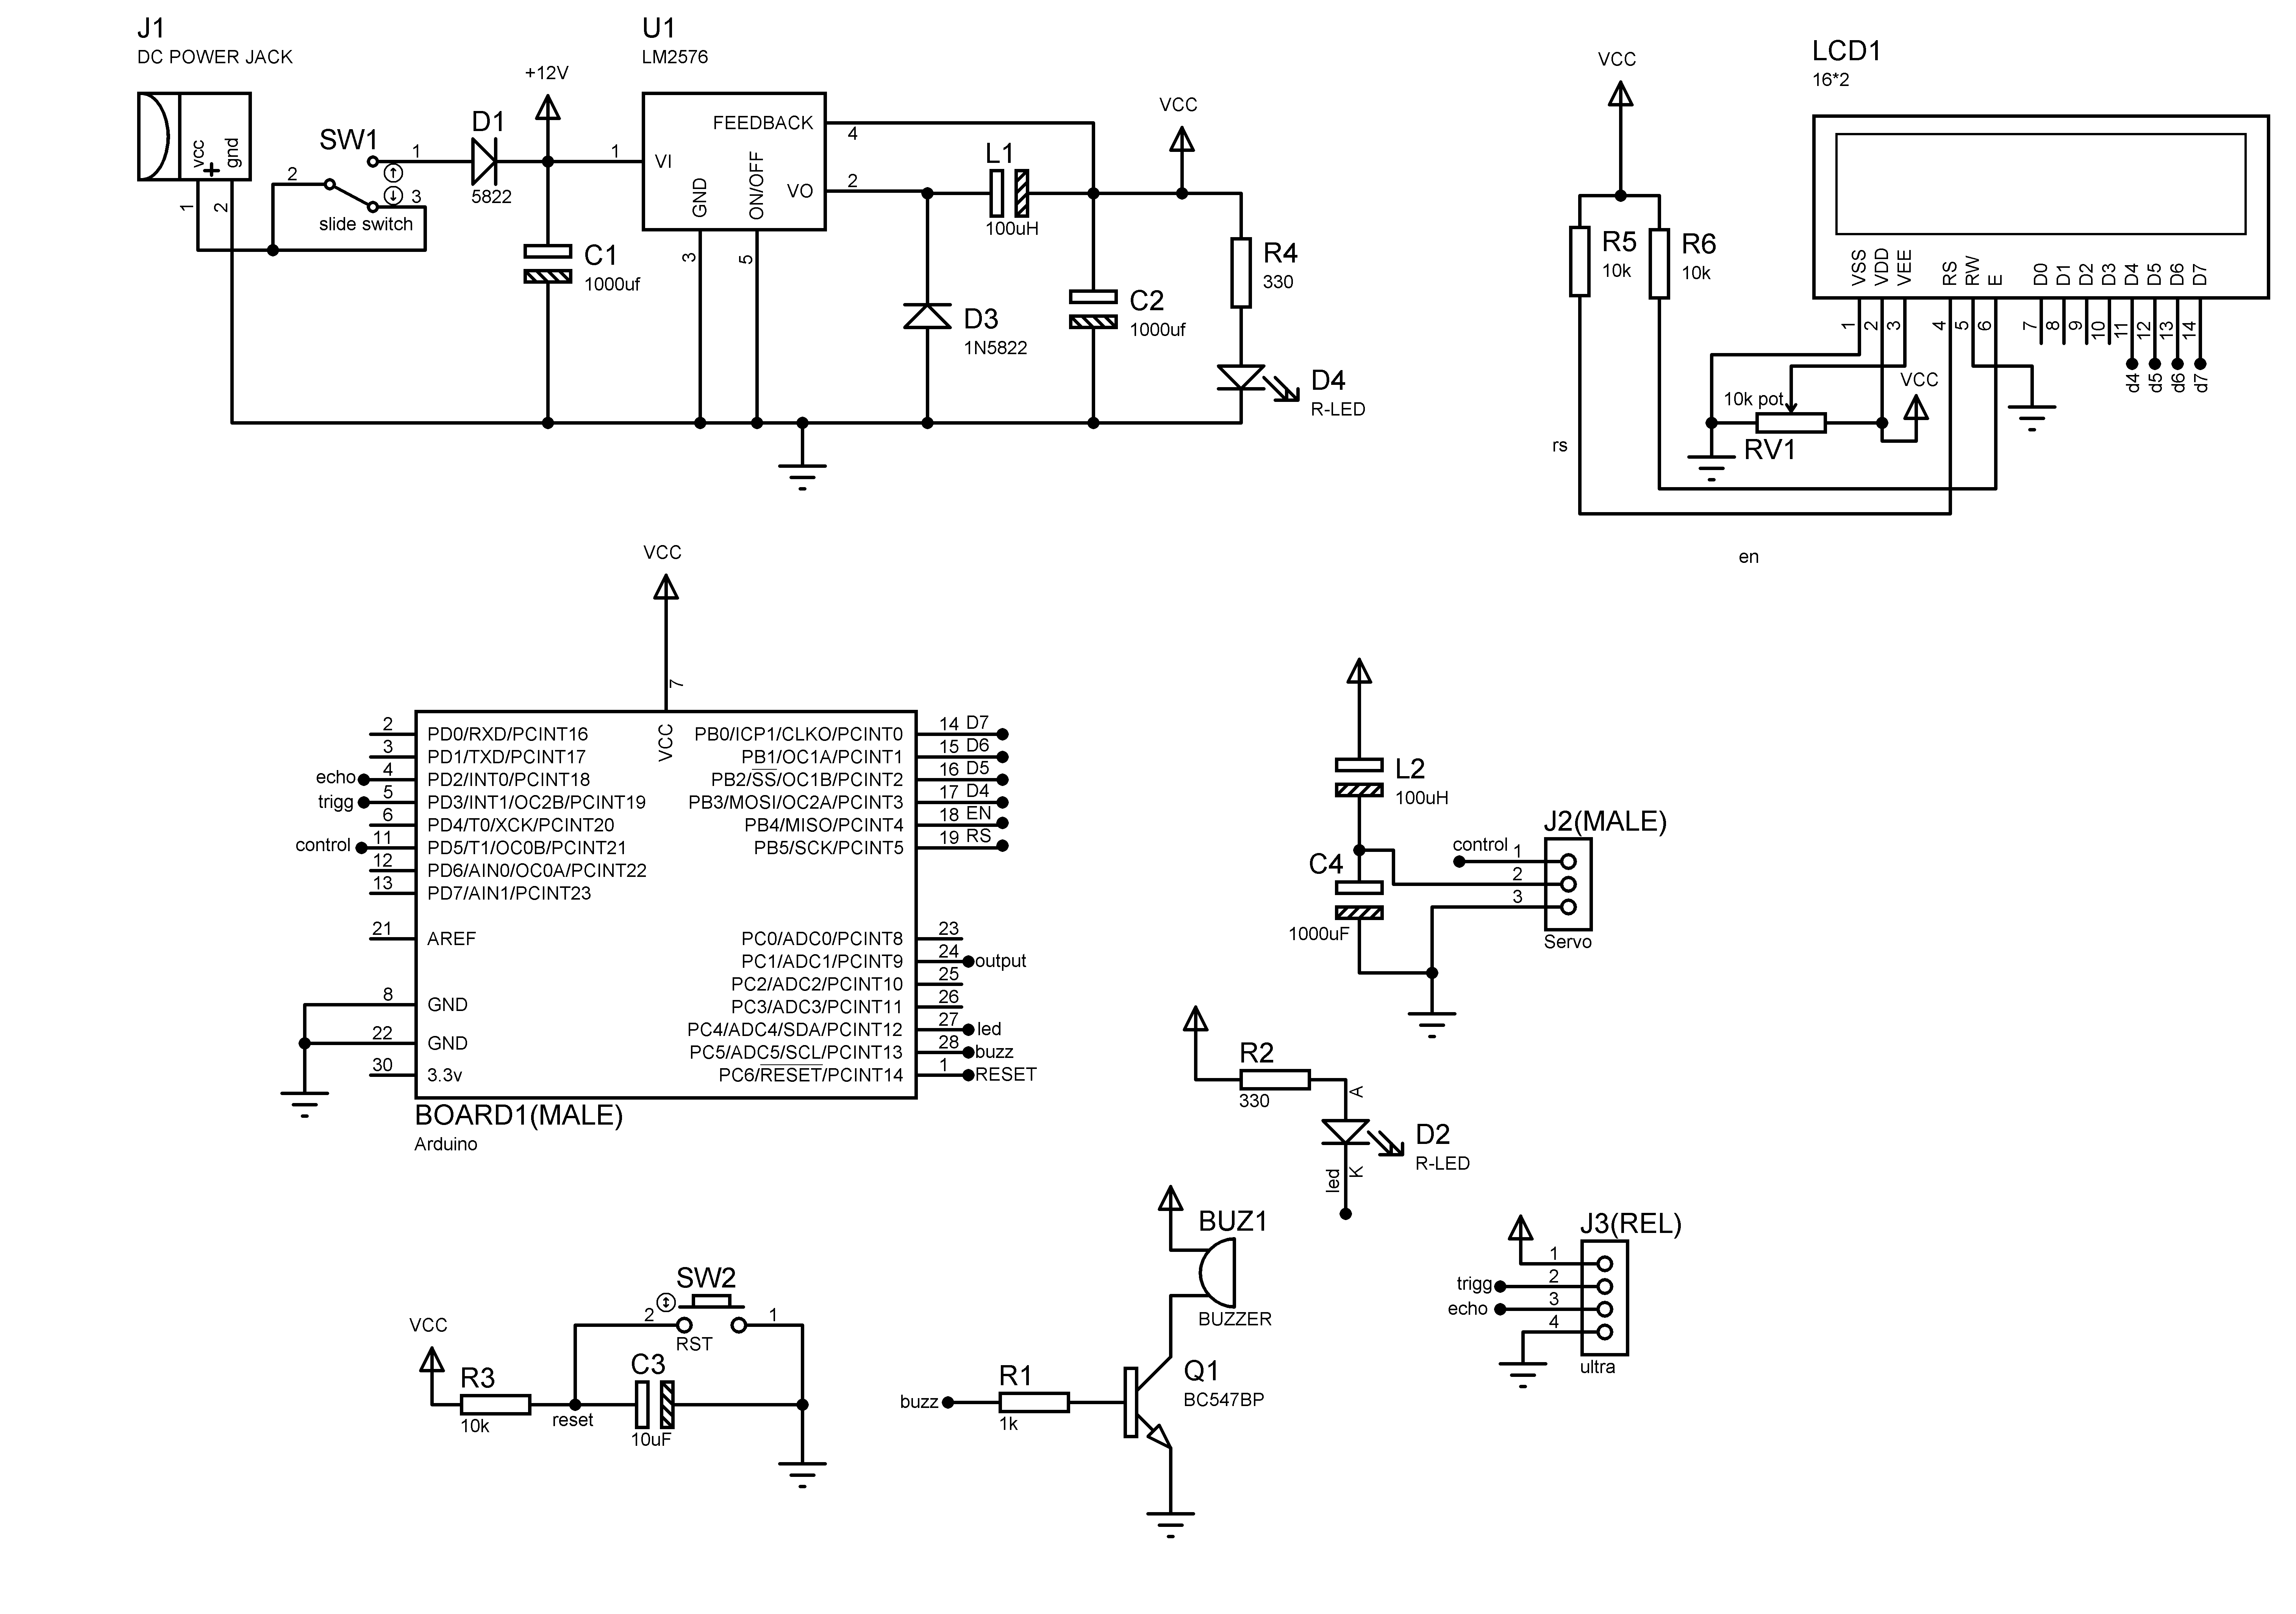 J1
DC POWER JACK
vcc
+
gnd
1
2
SW1
2
1
3
slide switch
D1
5822
+12V
C1
1000uf
U1
LM2576
1
VI
FEEDBACK
4
VO
2
GND
ON/OFF
3
5
L1
100uH
D3
1N5822
C2
1000uf
VCC
R4
330
D4
R-LED
VCC
R5
10k
R6
10k
rs
en
LCD1
16*2
VSS
VDD
VEE
RS
RW
E
D0
D1
D2
D3
D4
D5
D6
D7
1
2
3
4
5
6
7
8
9
10
11
12
13
14
d4
d5
d6
d7
VCC
10k pot
RV1
VCC
7
VCC
2 PD0/RXD/PCINT16
3 PD1/TXD/PCINT17
echo 4 PD2/INT0/PCINT18
trigg 5 PD3/INT1/OC2B/PCINT19
6 PD4/T0/XCK/PCINT20
control 11 PD5/T1/OC0B/PCINT21
12 PD6/AIN0/OC0A/PCINT22
13 PD7/AIN1/PCINT23
21 AREF
8 GND
22 GND
30 3.3v
PB0/ICP1/CLKO/PCINT0 14 D7
PB1/OC1A/PCINT1 15 D6
PB2/SS/OC1B/PCINT2 16 D5
PB3/MOSI/OC2A/PCINT3 17 D4
PB4/MISO/PCINT4 18 EN
PB5/SCK/PCINT5 19 RS
PC0/ADC0/PCINT8 23
PC1/ADC1/PCINT9 24 output
PC2/ADC2/PCINT10 25
PC3/ADC3/PCINT11 26
PC4/ADC4/SDA/PCINT12 27 led
PC5/ADC5/SCL/PCINT13 28 buzz
PC6/RESET/PCINT14 1 RESET
BOARD1(MALE)
Arduino
L2
100uH
C4
1000uF
J2(MALE)
control 1
2
3
Servo
R2
330
A
D2
R-LED
K
led
BUZ1
BUZZER
J3(REL)
1
trigg 2
echo 3
4
ultra
SW2
2
1
RST
VCC
R3
10k
reset
C3
10uF
buzz
R1
1k
Q1
BC547BP